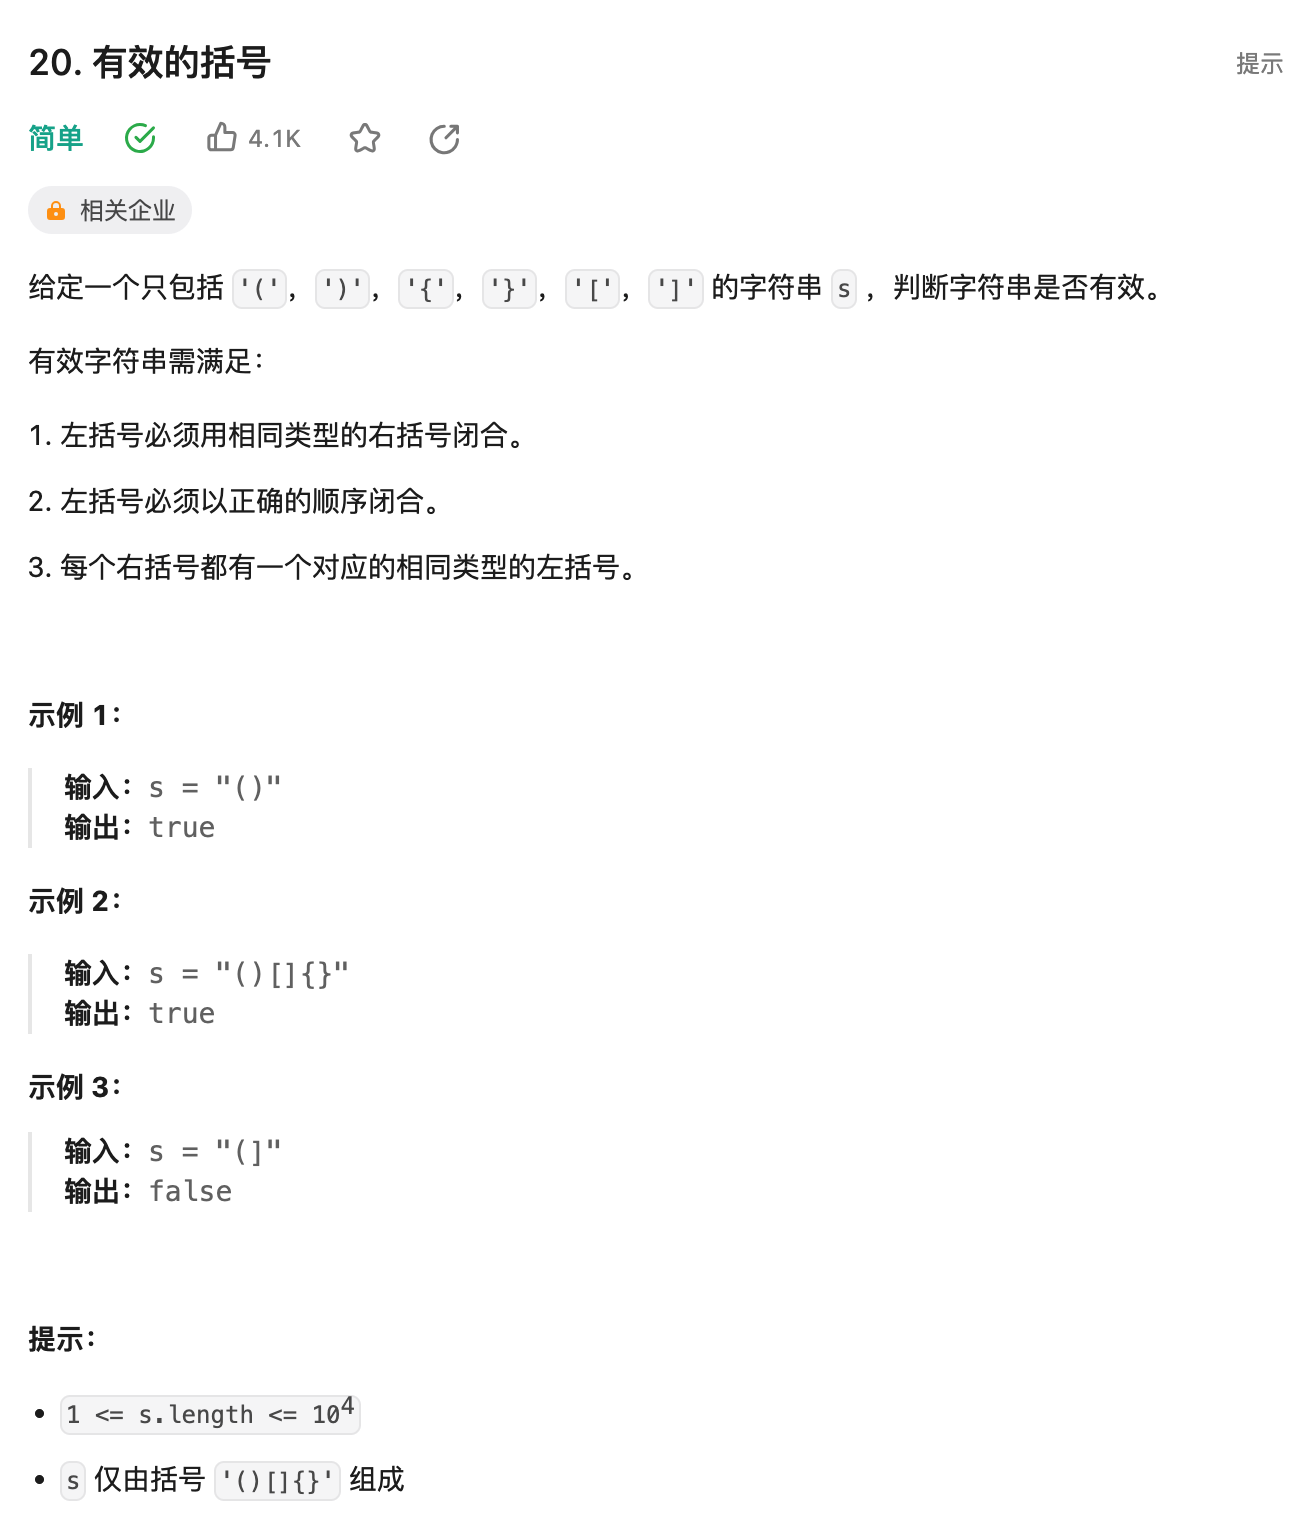 20. 有效的括号
提示
简单 4.1K
相关企业
给定一个只包括 '(', ')', '{', '}', '[', ']' 的字符串 s ，判断字符串是否有效。
有效字符串需满足：
1. 左括号必须用相同类型的右括号闭合。
2. 左括号必须以正确的顺序闭合。
3. 每个右括号都有一个对应的相同类型的左括号。
示例 1：
输入：s = "()"
输出：true
示例 2：
输入：s = "()[]{}"
输出：true
示例 3：
输入：s = "(]"
输出：false
提示：
• 1 <= s.length <= 10⁴
• s 仅由括号 '()[]{}' 组成